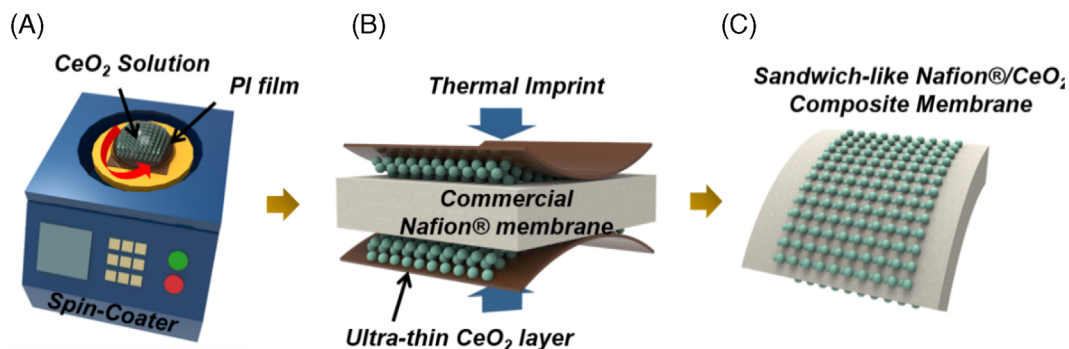 (A)
CeO₂ Solution
PI film
Spin-Coater
(B)
Thermal Imprint
Commercial
Nafion® membrane
Ultra-thin CeO₂ layer
(C)
Sandwich-like Nafion®/CeO₂
Composite Membrane